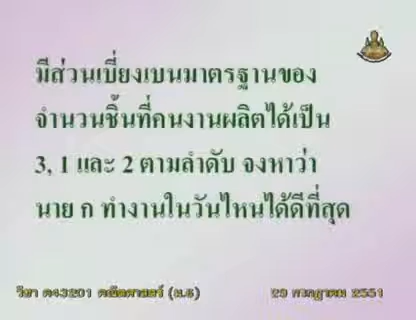 มีส่วนเบี่ยงเบนมาตรฐานของ
จำนวนชิ้นที่คนงานผลิตได้เป็น
3, 1 และ 2 ตามลำดับ จงหาว่า
นาย ก ทำงานในวันไหนได้ดีที่สุด
วิชา ค43201 คณิตศาสตร์ (ม.6) 29 กรกฎาคม 2551